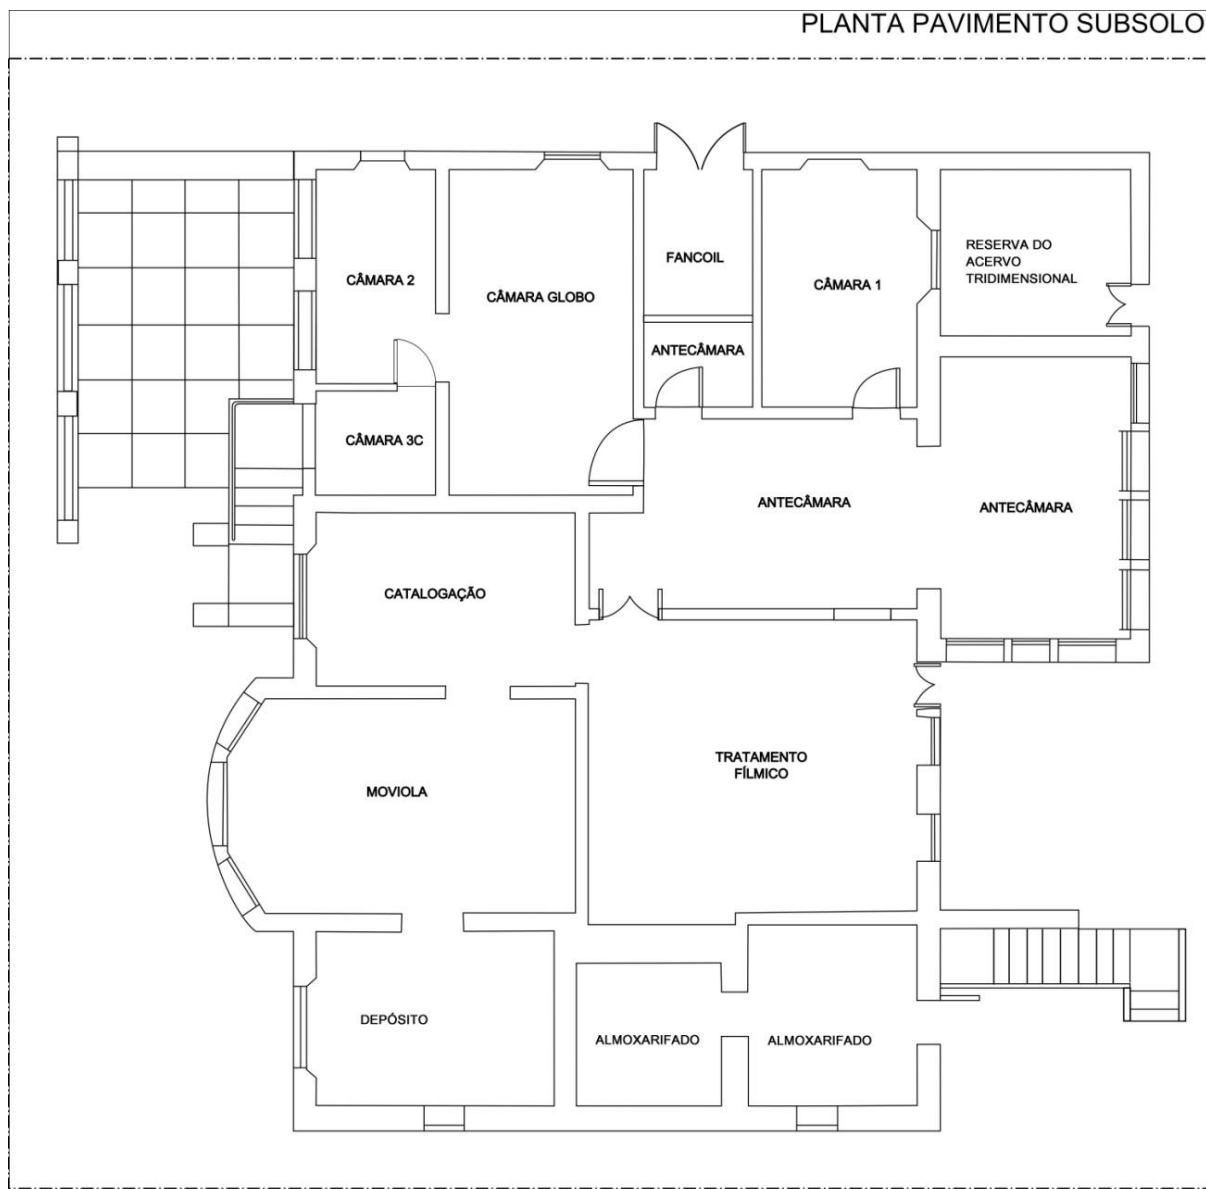 PLANTA PAVIMENTO SUBSOLO
RESERVA DO
ACERVO
TRIDIMENSIONAL
FANCOIL
CÂMARA 2
CÂMARA 1
CÂMARA GLOBO
ANTECÂMARA
CÂMARA 3C
ANTECÂMARA
ANTECÂMARA
CATALOGAÇÃO
TRATAMENTO
FÍLMICO
MOVIOLA
DEPÓSITO
ALMOXARIFADO
ALMOXARIFADO